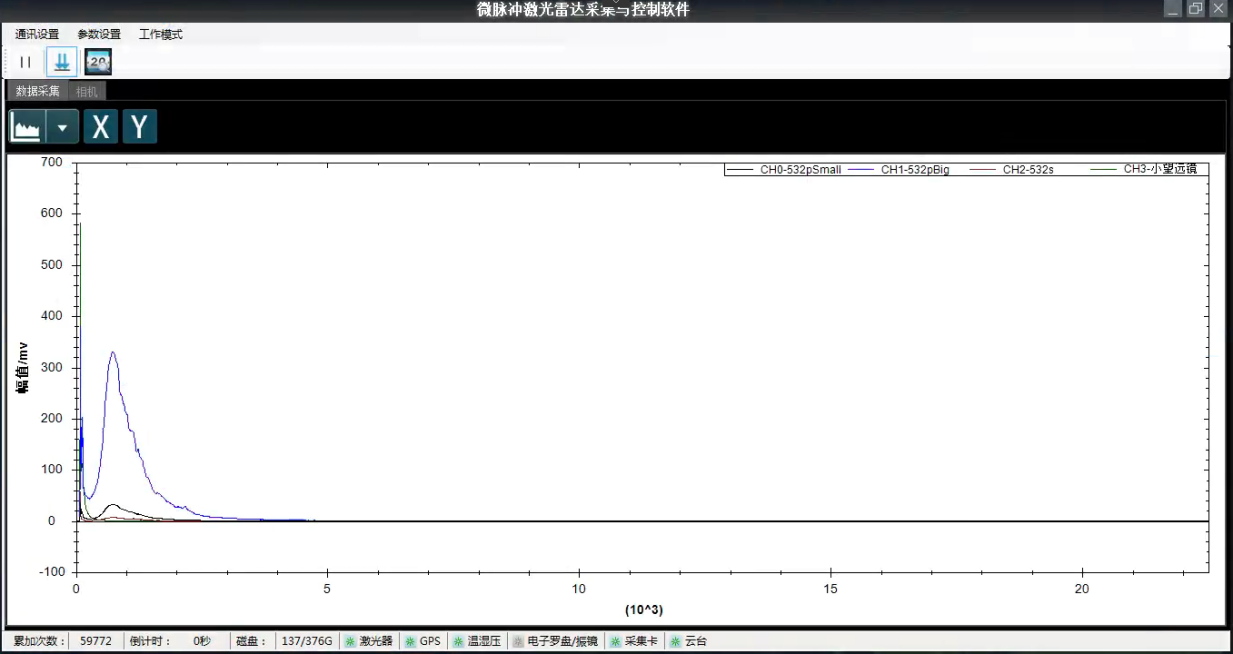 微脉冲激光雷达采集与控制软件
通讯设置 参数设置 工作模式
数据采集 相机
X Y
CH0-532pSmall CH1-532pBig CH2-532s CH3-小望远镜
700
600
500
400
300
200
100
0
-100
幅值/mv
0 5 10 15 20
(10^3)
累加次数： 59772 倒计时： 0秒 磁盘： 137/376G 激光器 GPS 温湿压 电子罗盘/振镜 采集卡 云台